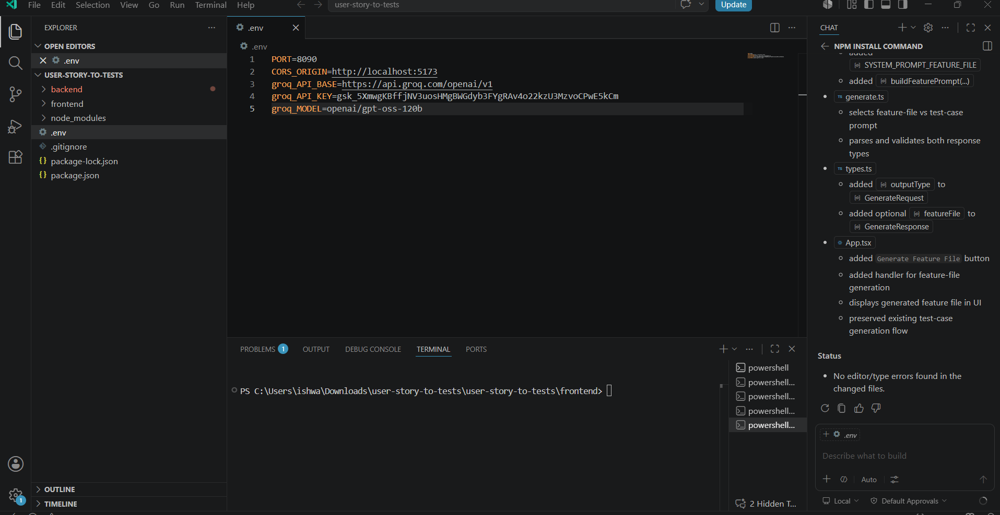 File Edit Selection View Go Run Terminal Help
user-story-to-tests
Update
EXPLORER
OPEN EDITORS
.env
USER-STORY-TO-TESTS
backend
frontend
node_modules
.env
.gitignore
package-lock.json
package.json
OUTLINE
TIMELINE
1
.env
.env
1 PORT=8090
2 CORS_ORIGIN=http://localhost:5173
3 groq_API_BASE=https://api.groq.com/openai/v1
4 groq_API_KEY=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
5 groq_MODEL=openai/gpt-oss-120b
PROBLEMS 1 OUTPUT DEBUG CONSOLE TERMINAL PORTS
PS C:\Users\ishwa\Downloads\user-story-to-tests\user-story-to-tests\frontend>
powershell
powershell...
powershell...
powershell...
powershell...
2 Hidden T...
CHAT
NPM INSTALL COMMAND
added
SYSTEM_PROMPT_FEATURE_FILE
added buildFeaturePrompt(...)
TS generate.ts
selects feature-file vs test-case
prompt
parses and validates both response
types
TS types.ts
added outputType to
GenerateRequest
added optional featureFile to
GenerateResponse
App.tsx
added Generate Feature File button
added handler for feature-file
generation
displays generated feature file in UI
preserved existing test-case
generation flow
Status
No editor/type errors found in the
changed files.
.env
Describe what to build
Auto
Local Default Approvals